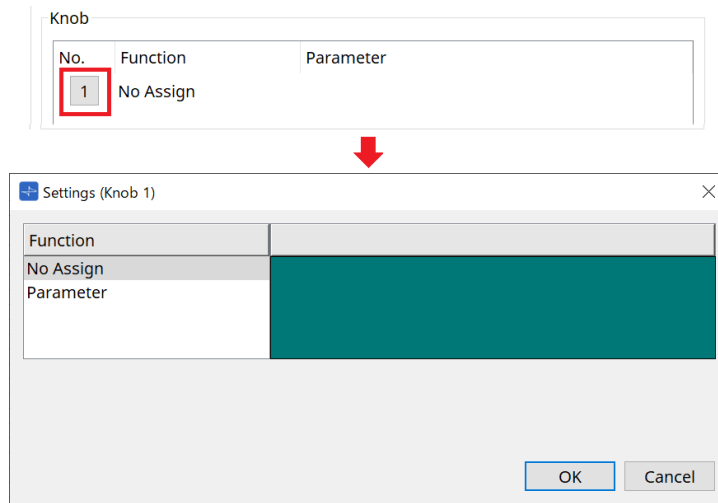 Knob
No. Function Parameter
1 No Assign
Settings (Knob 1)
Function
No Assign
Parameter
OK Cancel